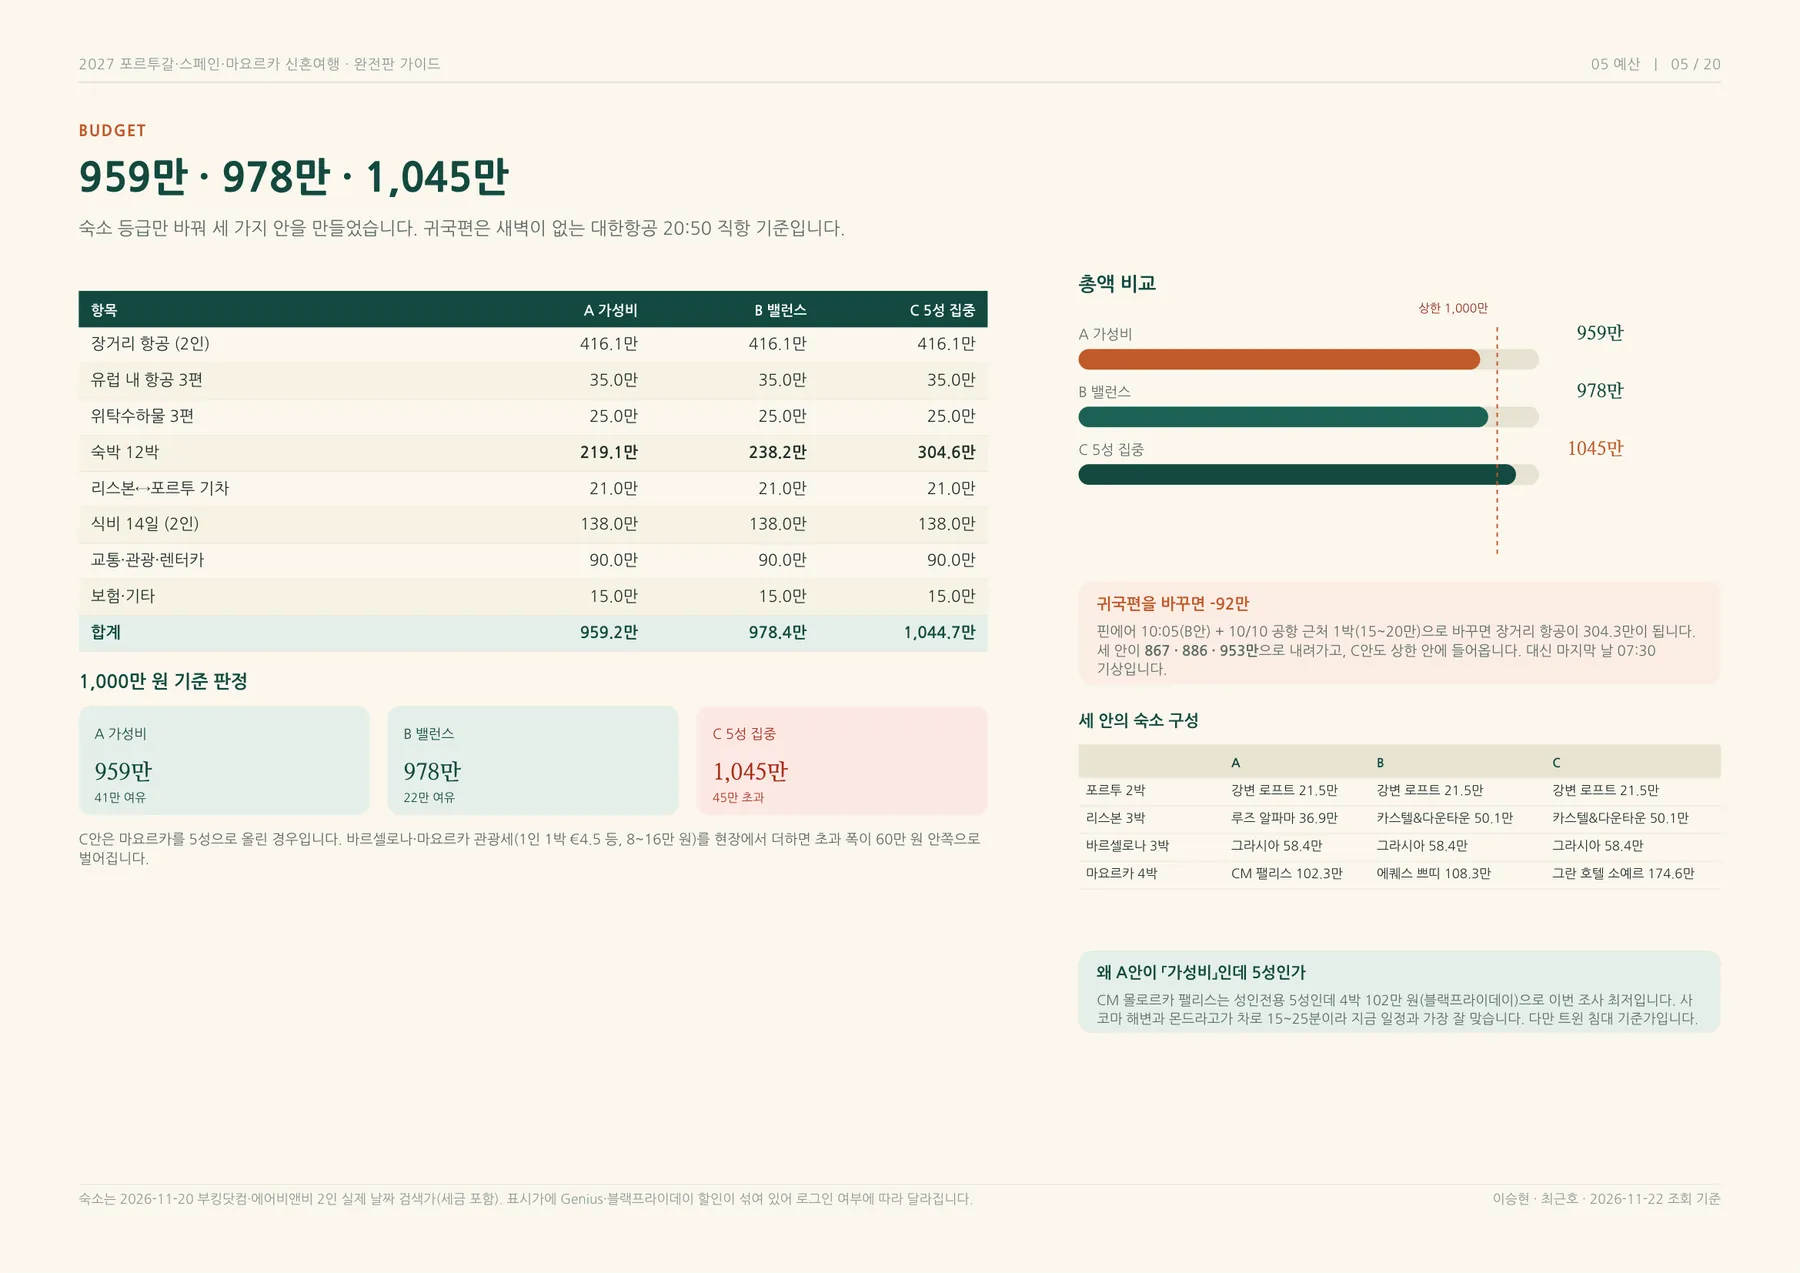 2027 포르투갈·스페인·마요르카 신혼여행 · 완전판 가이드
05 예산 | 05 / 20
BUDGET
959만 · 978만 · 1,045만
숙소 등급만 바꿔 세 가지 안을 만들었습니다. 귀국편은 새벽이 없는 대한항공 20:50 직항 기준입니다.
항목 A 가성비 B 밸런스 C 5성 집중
장거리 항공 (2인) 416.1만 416.1만 416.1만
유럽 내 항공 3편 35.0만 35.0만 35.0만
위탁수하물 3편 25.0만 25.0만 25.0만
숙박 12박 219.1만 238.2만 304.6만
리스본↔포르투 기차 21.0만 21.0만 21.0만
식비 14일 (2인) 138.0만 138.0만 138.0만
교통·관광·렌터카 90.0만 90.0만 90.0만
보험·기타 15.0만 15.0만 15.0만
합계 959.2만 978.4만 1,044.7만
1,000만 원 기준 판정
A 가성비
959만
41만 여유
B 밸런스
978만
22만 여유
C 5성 집중
1,045만
45만 초과
C안은 마요르카를 5성으로 올린 경우입니다. 바르셀로나·마요르카 관광세(1인 1박 €4.5 등, 8~16만 원)를 현장에서 더하면 초과 폭이 60만 원 안쪽으로
벌어집니다.
총액 비교
상한 1,000만
A 가성비 959만
B 밸런스 978만
C 5성 집중 1045만
귀국편을 바꾸면 -92만
핀에어 10:05(B안) + 10/10 공항 근처 1박(15~20만)으로 바꾸면 장거리 항공이 304.3만이 됩니다.
세 안이 867 · 886 · 953만으로 내려가고, C안도 상한 안에 들어옵니다. 대신 마지막 날 07:30
기상입니다.
세 안의 숙소 구성
A B C
포르투 2박 강변 로프트 21.5만 강변 로프트 21.5만 강변 로프트 21.5만
리스본 3박 루즈 알파마 36.9만 카스텔&다운타운 50.1만 카스텔&다운타운 50.1만
바르셀로나 3박 그라시아 58.4만 그라시아 58.4만 그라시아 58.4만
마요르카 4박 CM 팰리스 102.3만 에퀘스 쁘띠 108.3만 그란 호텔 소예르 174.6만
왜 A안이 「가성비」인데 5성인가
CM 몰로르카 팰리스는 성인전용 5성인데 4박 102만 원(블랙프라이데이)으로 이번 조사 최저입니다. 사
코마 해변과 몬드라고가 차로 15~25분이라 지금 일정과 가장 잘 맞습니다. 다만 트윈 침대 기준가입니다.
숙소는 2026-11-20 부킹닷컴·에어비앤비 2인 실제 날짜 검색가(세금 포함). 표시가에 Genius·블랙프라이데이 할인이 섞여 있어 로그인 여부에 따라 달라집니다.
이승현 · 최근호 · 2026-11-22 조회 기준